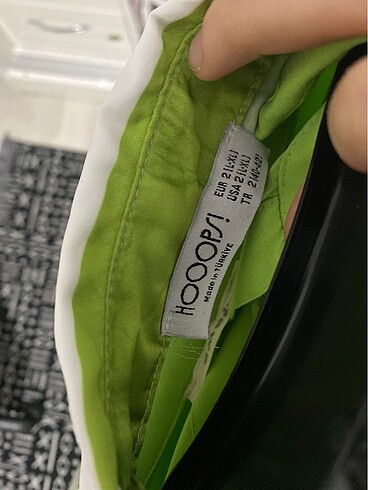 HOOOPS!
Made in TÜRKİYE
EUR 2(L-XL)
USA 2(L-XL)
TR 2(40-42)